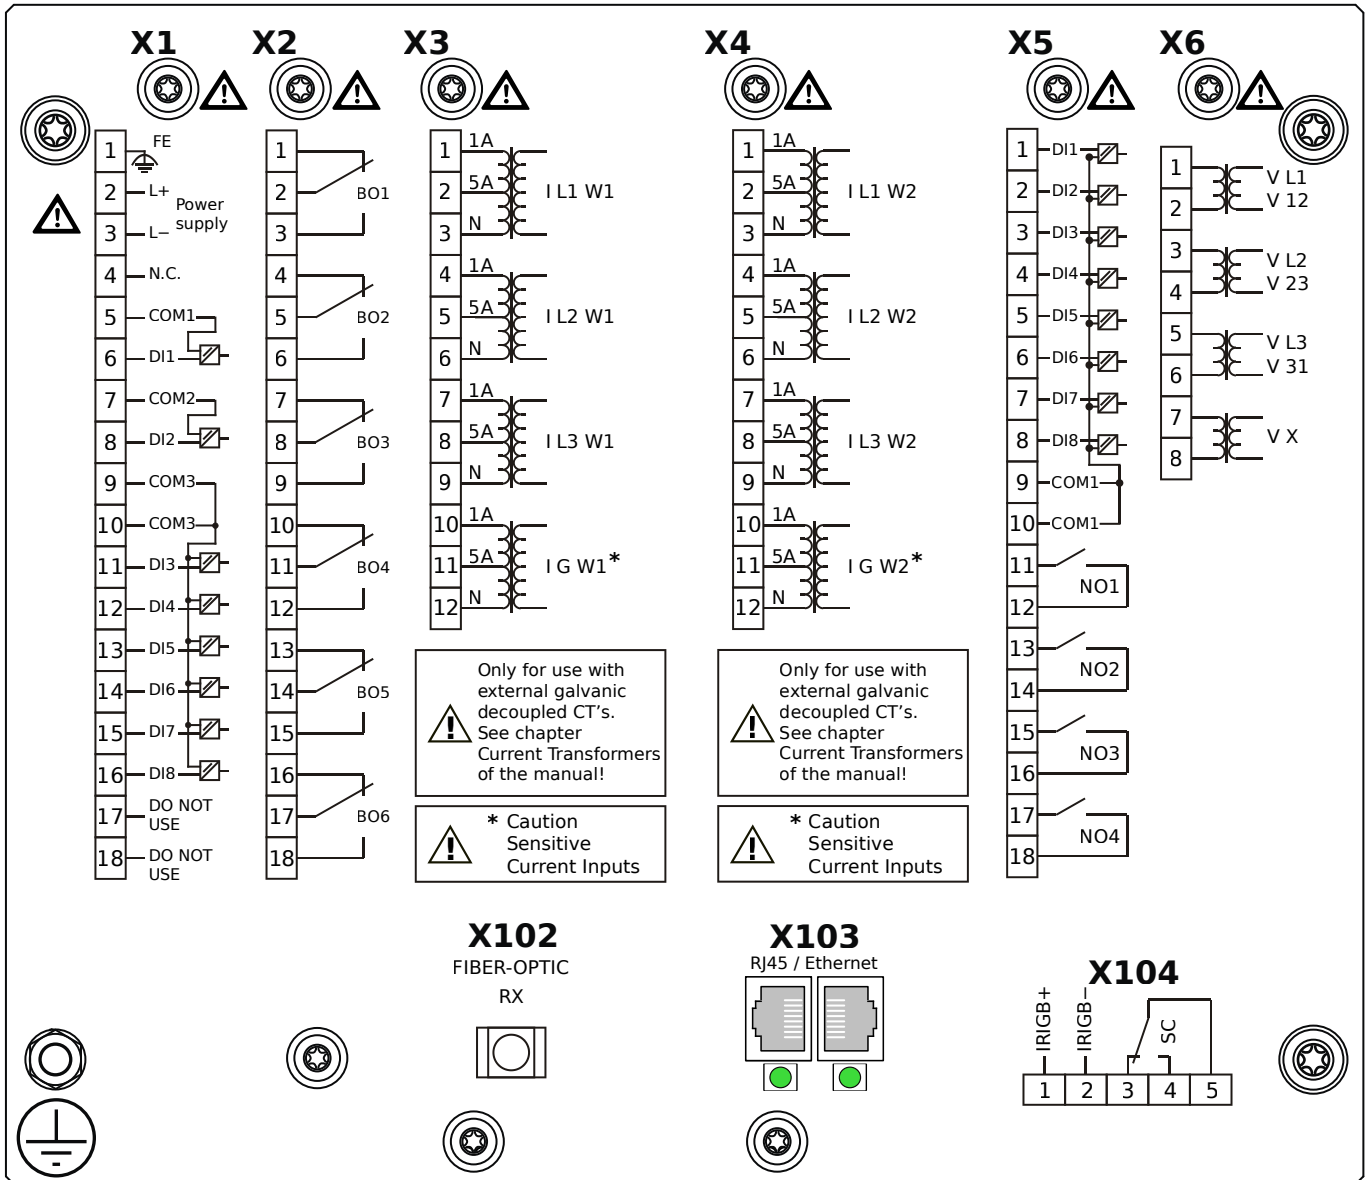 X1 X2 X3 X4 X5 X6
1 FE
2 L+
Power
supply
3 L−
4 N.C.
5 COM1
6 DI1
7 COM2
8 DI2
9 COM3
10 COM3
11 DI3
12 DI4
13 DI5
14 DI6
15 DI7
16 DI8
17 DO NOT
USE
18 DO NOT
USE
1
2 BO1
3
4
5 BO2
6
7
8 BO3
9
10
11 BO4
12
13
14 BO5
15
16
17 BO6
18
1 1A
2 5A I L1 W1
3 N
4 1A
5 5A I L2 W1
6 N
7 1A
8 5A I L3 W1
9 N
10 1A
11 5A I G W1*
12 N
Only for use with
external galvanic
decoupled CT's.
See chapter
Current Transformers
of the manual!
* Caution
Sensitive
Current Inputs
1 1A
2 5A I L1 W2
3 N
4 1A
5 5A I L2 W2
6 N
7 1A
8 5A I L3 W2
9 N
10 1A
11 5A I G W2*
12 N
Only for use with
external galvanic
decoupled CT's.
See chapter
Current Transformers
of the manual!
* Caution
Sensitive
Current Inputs
1 DI1
2 DI2
3 DI3
4 DI4
5 DI5
6 DI6
7 DI7
8 DI8
9 COM1
10 COM1
11
NO1
12
13
NO2
14
15
NO3
16
17
NO4
18
1 V L1
2 V 12
3 V L2
4 V 23
5 V L3
6 V 31
7
V X
8
X102
FIBER-OPTIC
RX
X103
RJ45 / Ethernet
X104
IRIGB+
IRIGB−
SC
1 2 3 4 5